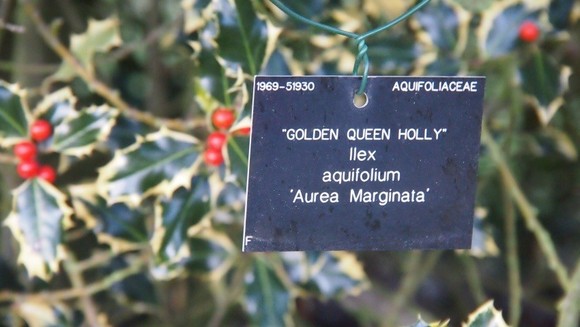 1969-51930 AQUIFOLIACEAE
"GOLDEN QUEEN HOLLY"
Ilex
aquifolium
'Aurea Marginata'
F